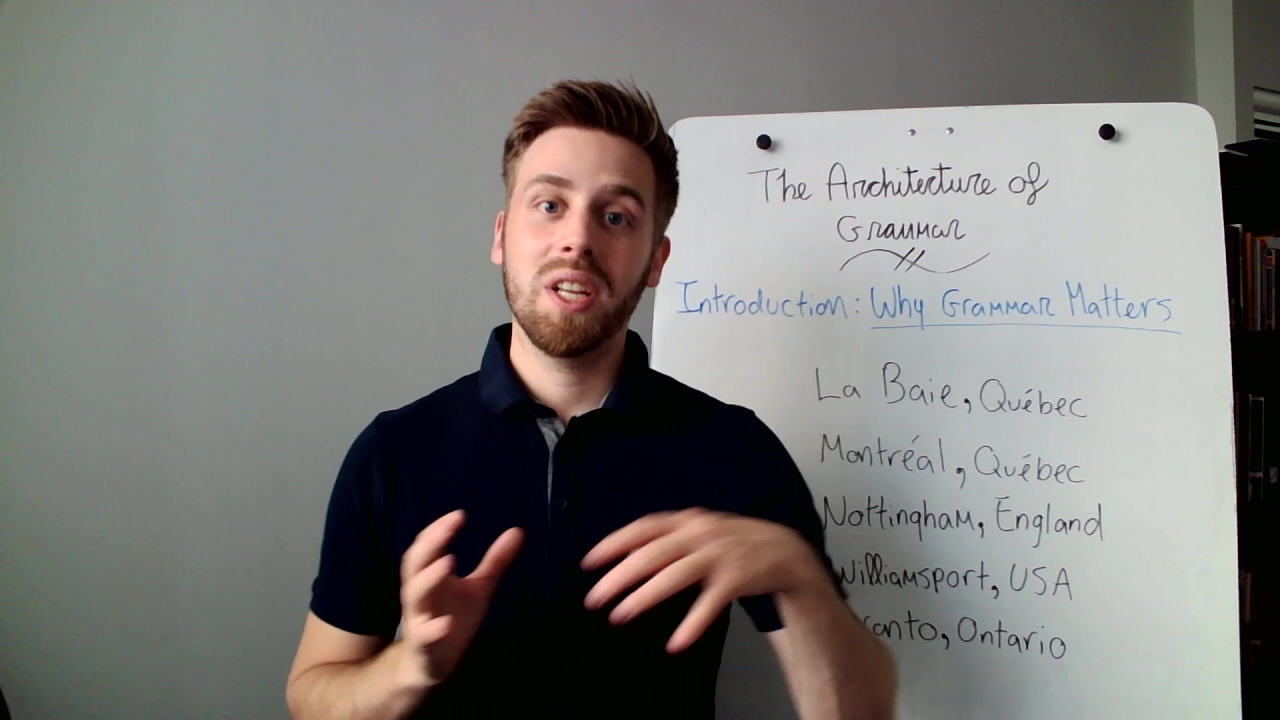 The Architecture of
Grammar
Introduction: Why Grammar Matters
La Baie, Québec
Montréal, Québec
Nottingham, England
Williamsport, USA
Ontario